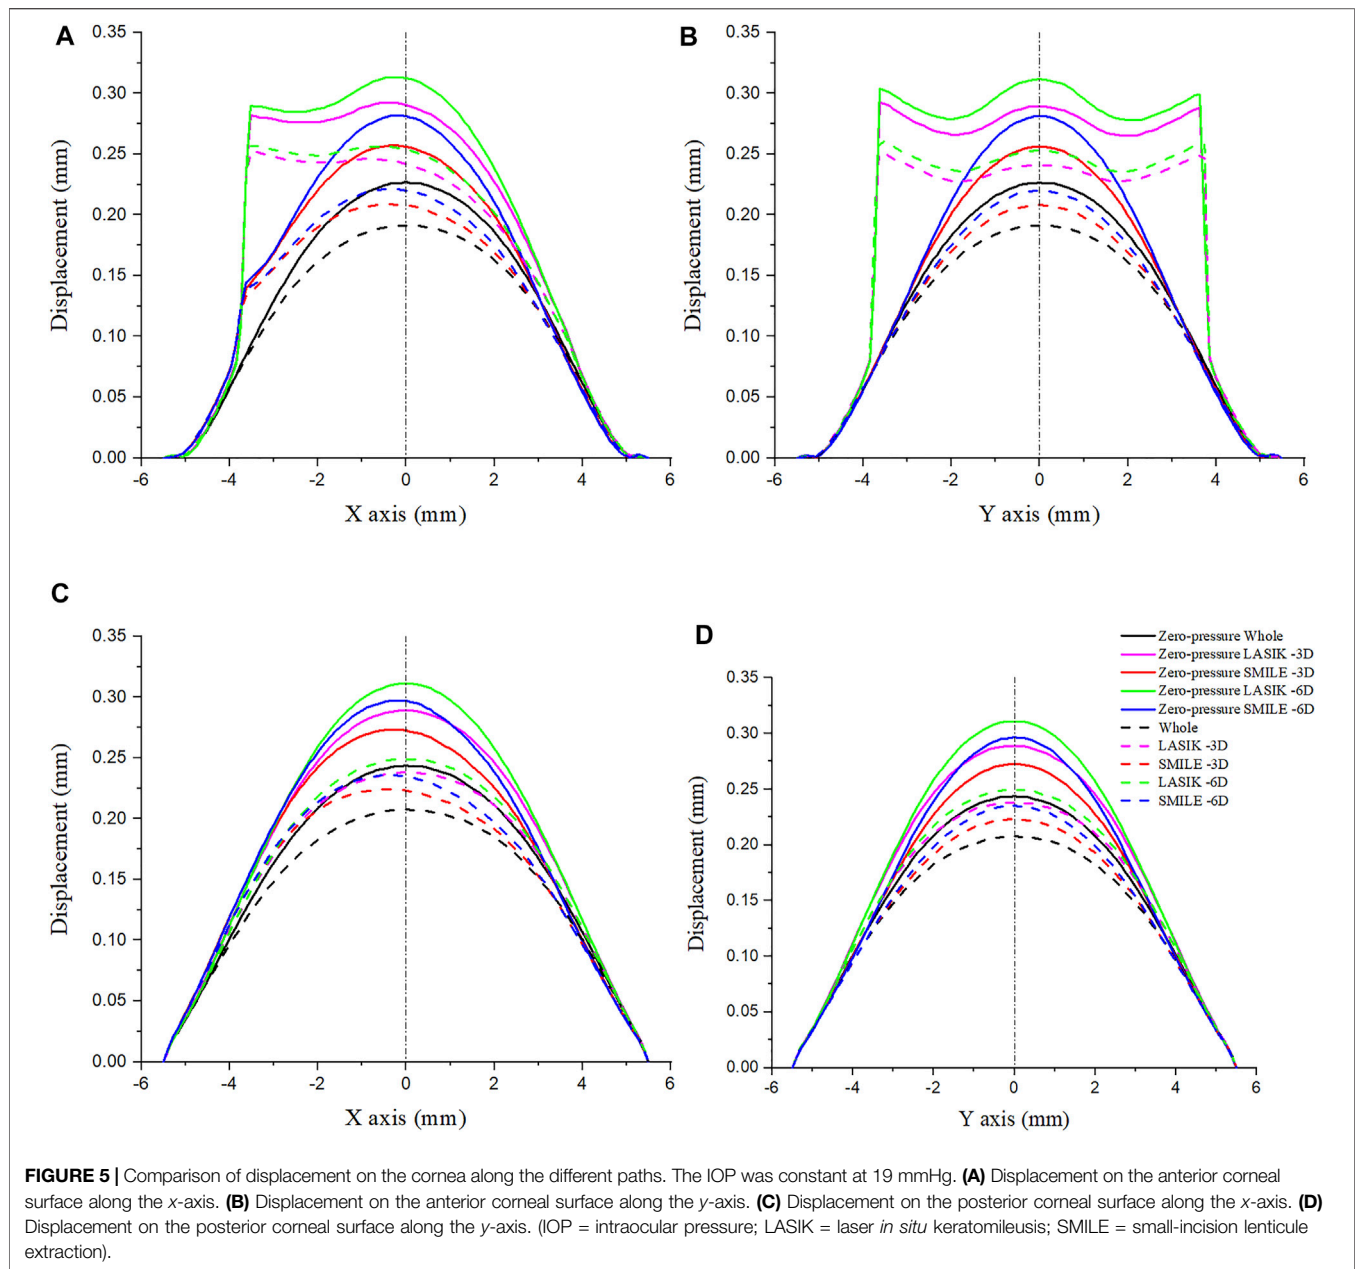 A
0.35
0.30
0.25
0.20
0.15
0.10
0.05
0.00
Displacement (mm)
-6 -4 -2 0 2 4 6
X axis (mm)
B
0.35
0.30
0.25
0.20
0.15
0.10
0.05
0.00
Displacement (mm)
-6 -4 -2 0 2 4 6
Y axis (mm)
C
0.35
0.30
0.25
0.20
0.15
0.10
0.05
0.00
Displacement (mm)
-6 -4 -2 0 2 4 6
X axis (mm)
D
0.35
0.30
0.25
0.20
0.15
0.10
0.05
0.00
Displacement (mm)
-6 -4 -2 0 2 4 6
Y axis (mm)
Zero-pressure Whole
Zero-pressure LASIK -3D
Zero-pressure SMILE -3D
Zero-pressure LASIK -6D
Zero-pressure SMILE -6D
Whole
LASIK -3D
SMILE -3D
LASIK -6D
SMILE -6D
FIGURE 5 | Comparison of displacement on the cornea along the different paths. The IOP was constant at 19 mmHg. (A) Displacement on the anterior corneal
surface along the x-axis. (B) Displacement on the anterior corneal surface along the y-axis. (C) Displacement on the posterior corneal surface along the x-axis. (D)
Displacement on the posterior corneal surface along the y-axis. (IOP = intraocular pressure; LASIK = laser in situ keratomileusis; SMILE = small-incision lenticule
extraction).